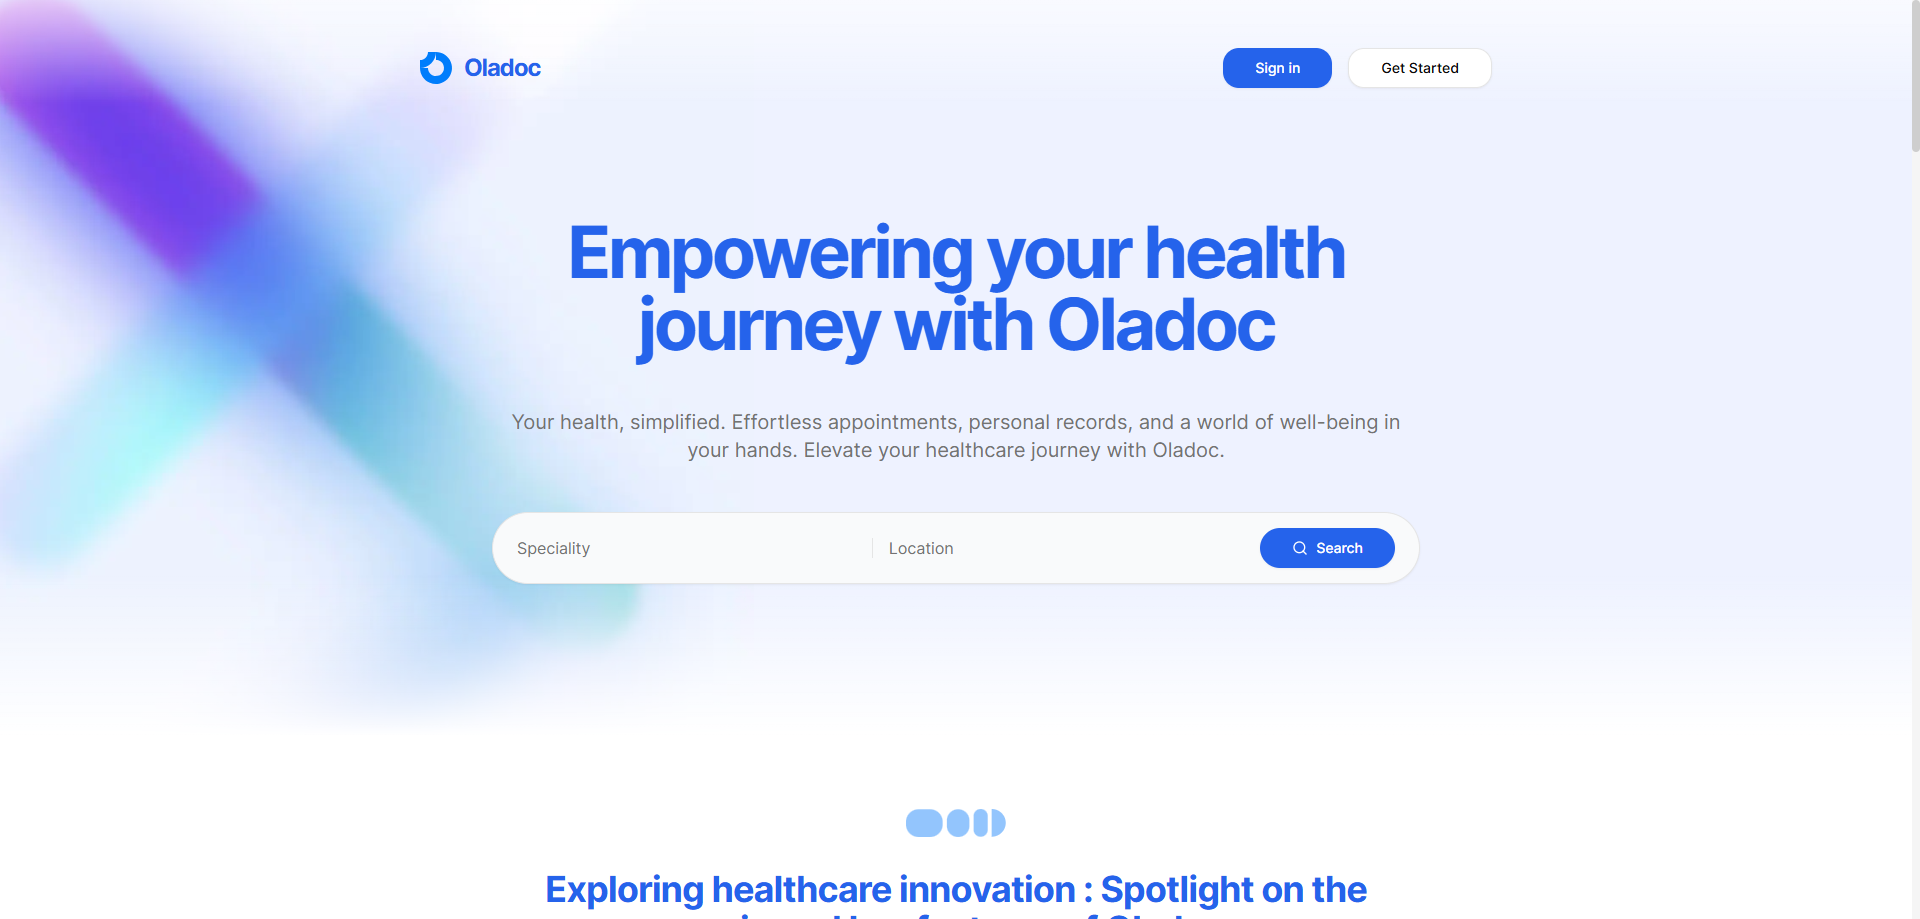 Oladoc
Sign in
Get Started
Empowering your health
journey with Oladoc
Your health, simplified. Effortless appointments, personal records, and a world of well-being in
your hands. Elevate your healthcare journey with Oladoc.
Speciality
Location
Search
Exploring healthcare innovation : Spotlight on the